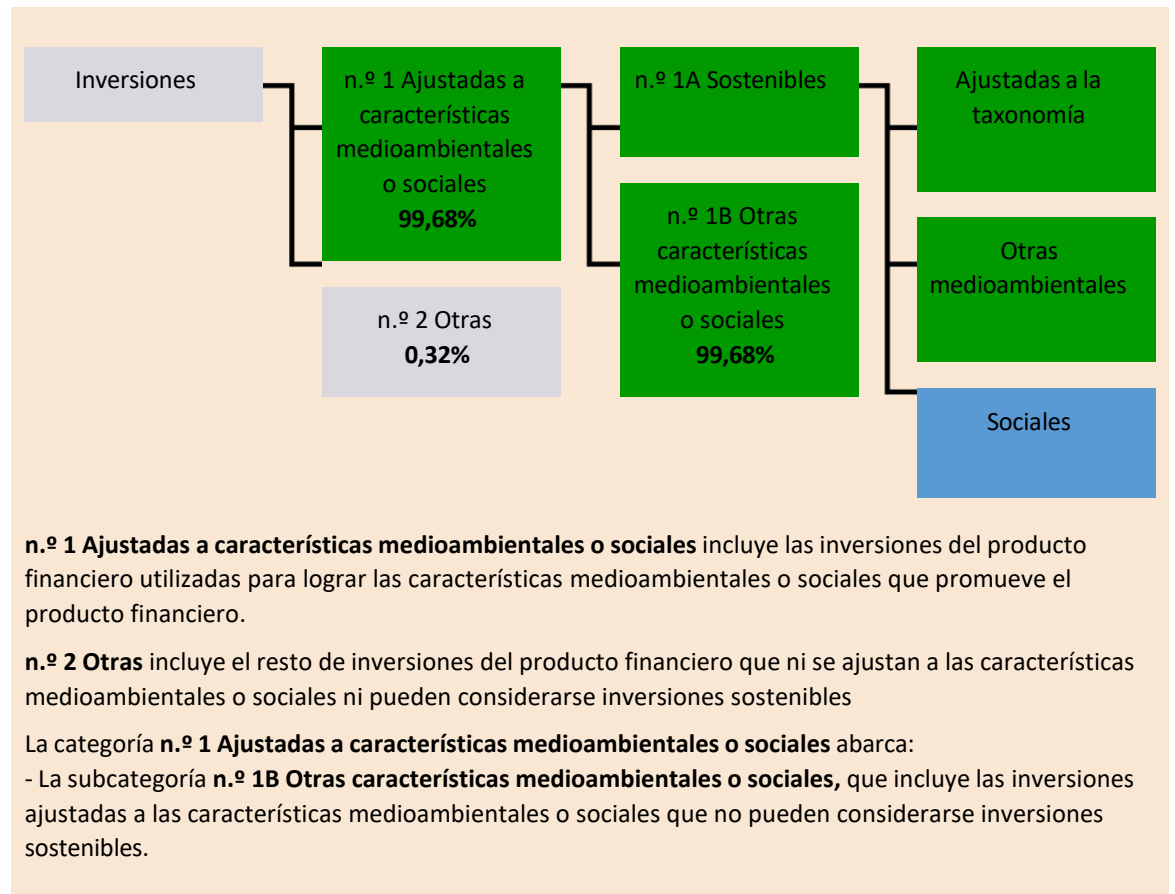 Inversiones
n.º 1 Ajustadas a
características
medioambientales
o sociales
99,68%
n.º 2 Otras
0,32%
n.º 1A Sostenibles
n.º 1B Otras
características
medioambientales
o sociales
99,68%
Ajustadas a la
taxonomía
Otras
medioambientales
Sociales
n.º 1 Ajustadas a características medioambientales o sociales incluye las inversiones del producto
financiero utilizadas para lograr las características medioambientales o sociales que promueve el
producto financiero.
n.º 2 Otras incluye el resto de inversiones del producto financiero que ni se ajustan a las características
medioambientales o sociales ni pueden considerarse inversiones sostenibles
La categoría n.º 1 Ajustadas a características medioambientales o sociales abarca:
- La subcategoría n.º 1B Otras características medioambientales o sociales, que incluye las inversiones
ajustadas a las características medioambientales o sociales que no pueden considerarse inversiones
sostenibles.